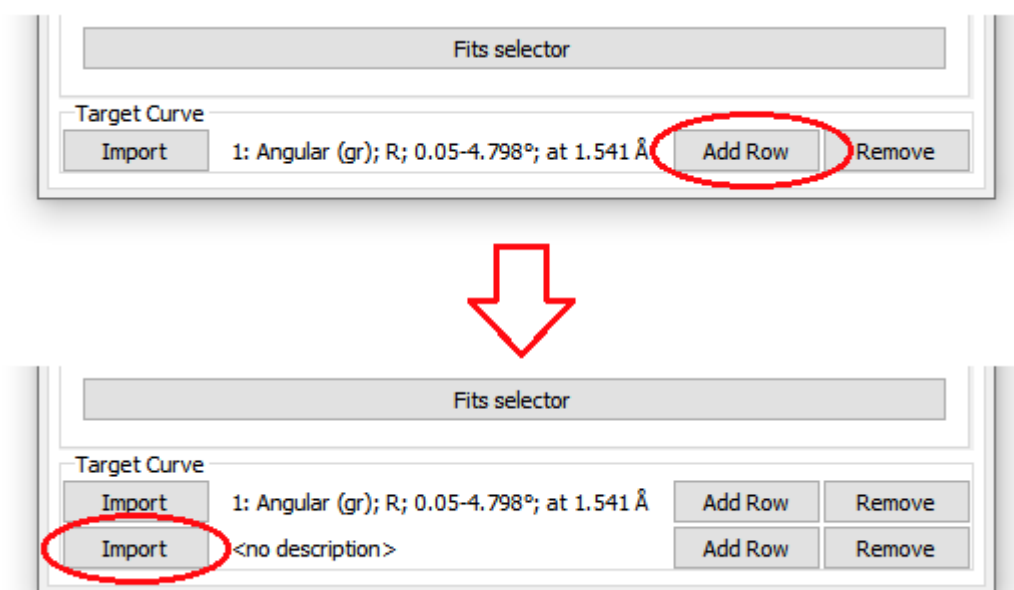 Fits selector
Target Curve
Import 1: Angular (gr); R; 0.05-4.798°; at 1.541 Å Add Row Remove
Fits selector
Target Curve
Import 1: Angular (gr); R; 0.05-4.798°; at 1.541 Å Add Row Remove
Import <no description> Add Row Remove